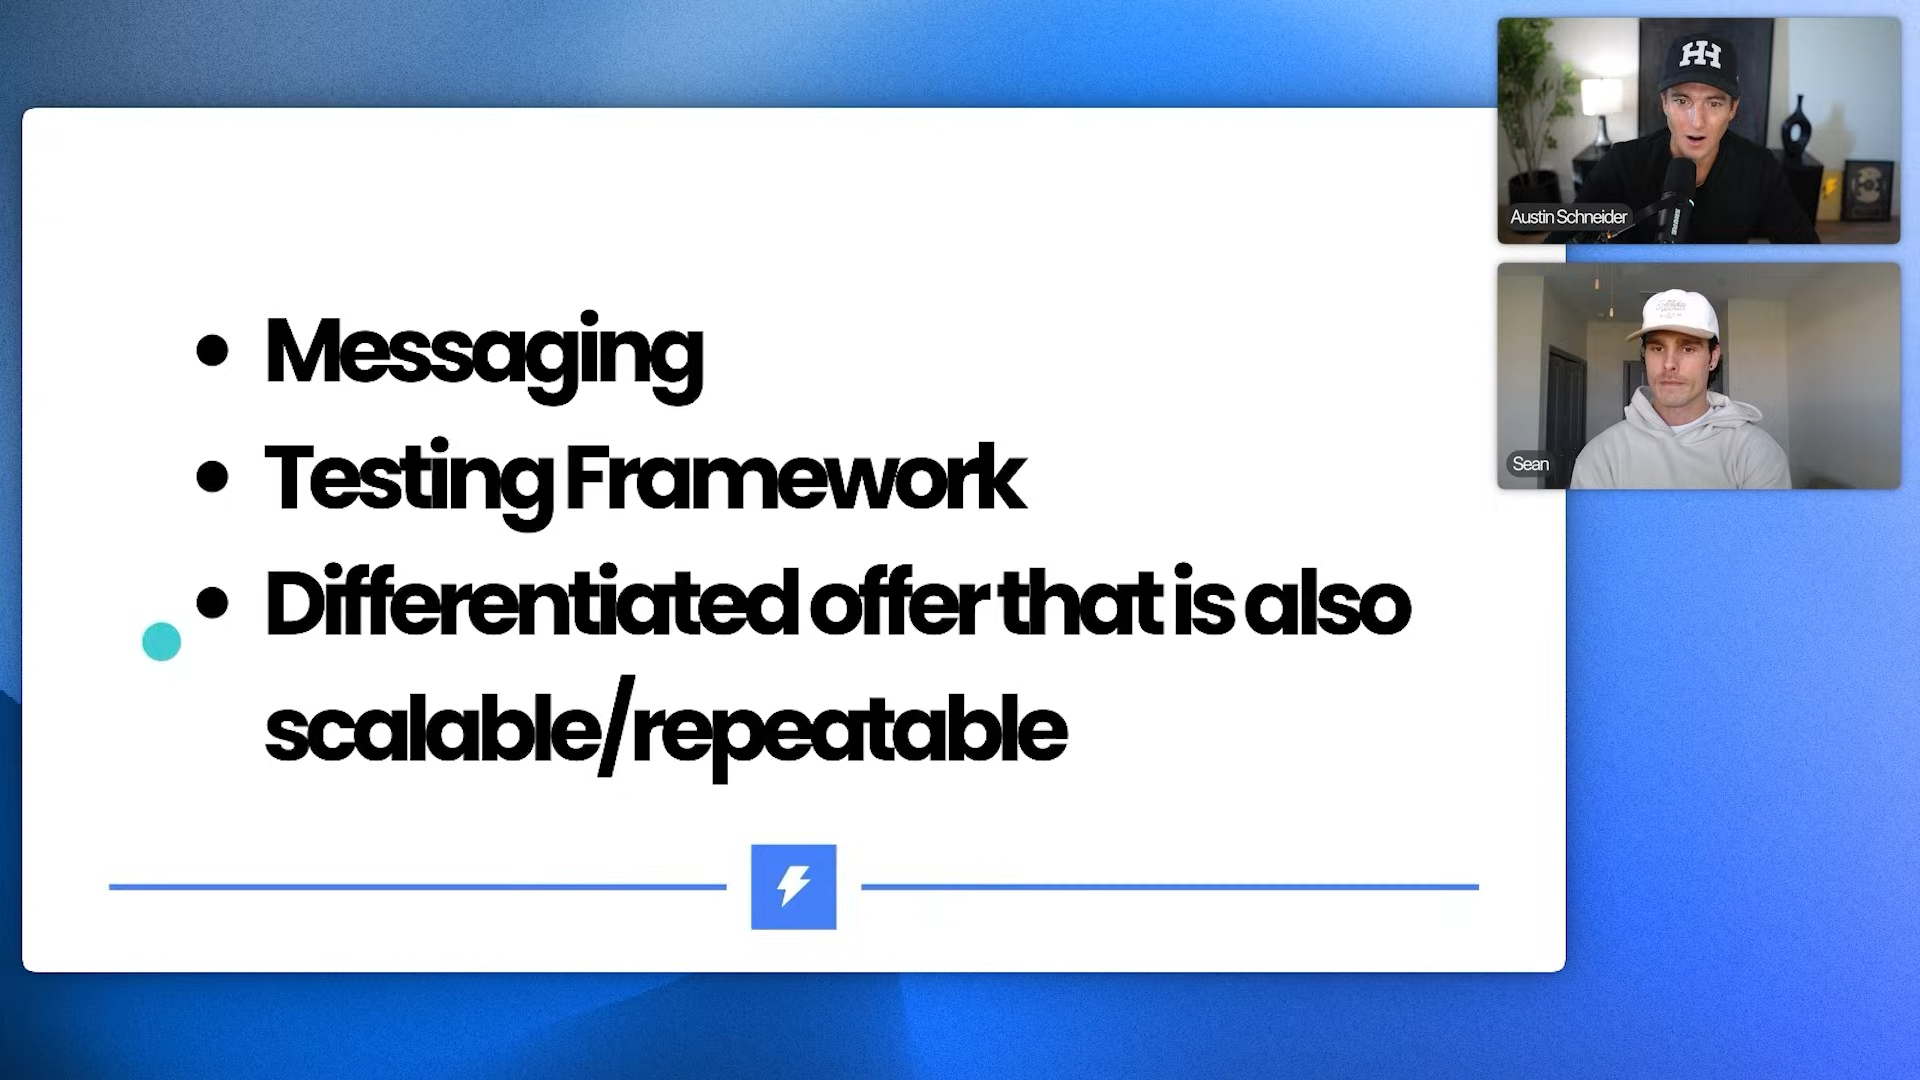 • Messaging
• Testing Framework
• Differentiated offer that is also
scalable/repeatable
Austin Schneider
Sean